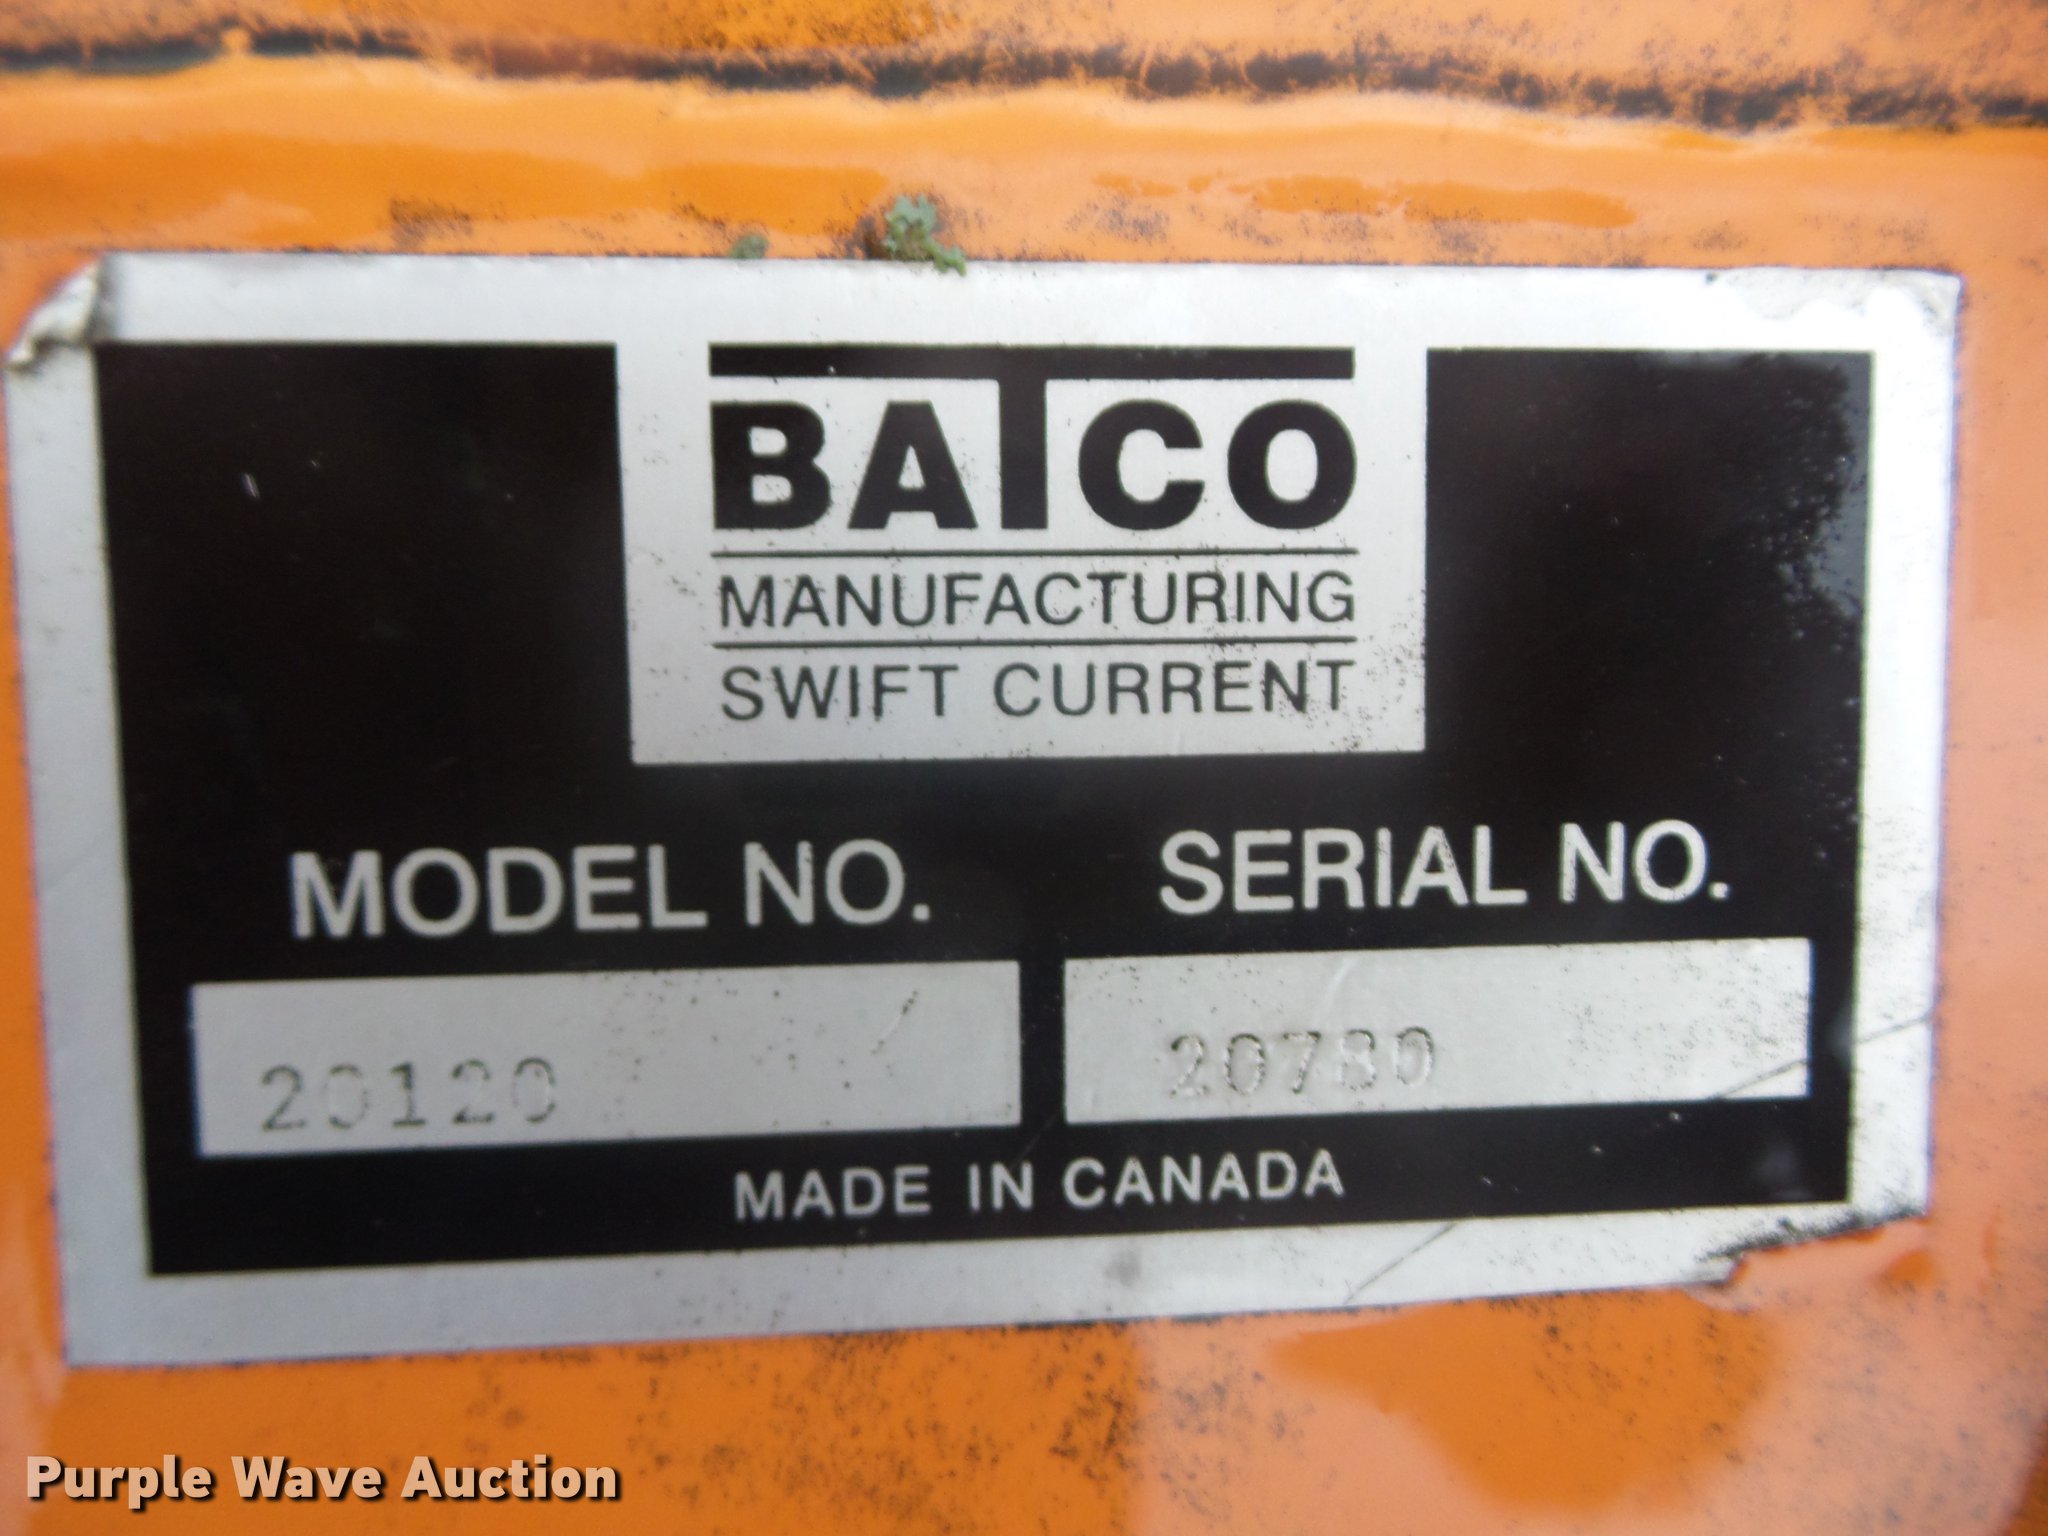 BATCO
MANUFACTURING
SWIFT CURRENT
MODEL NO.
SERIAL NO.
20120
20780
MADE IN CANADA
Purple Wave Auction